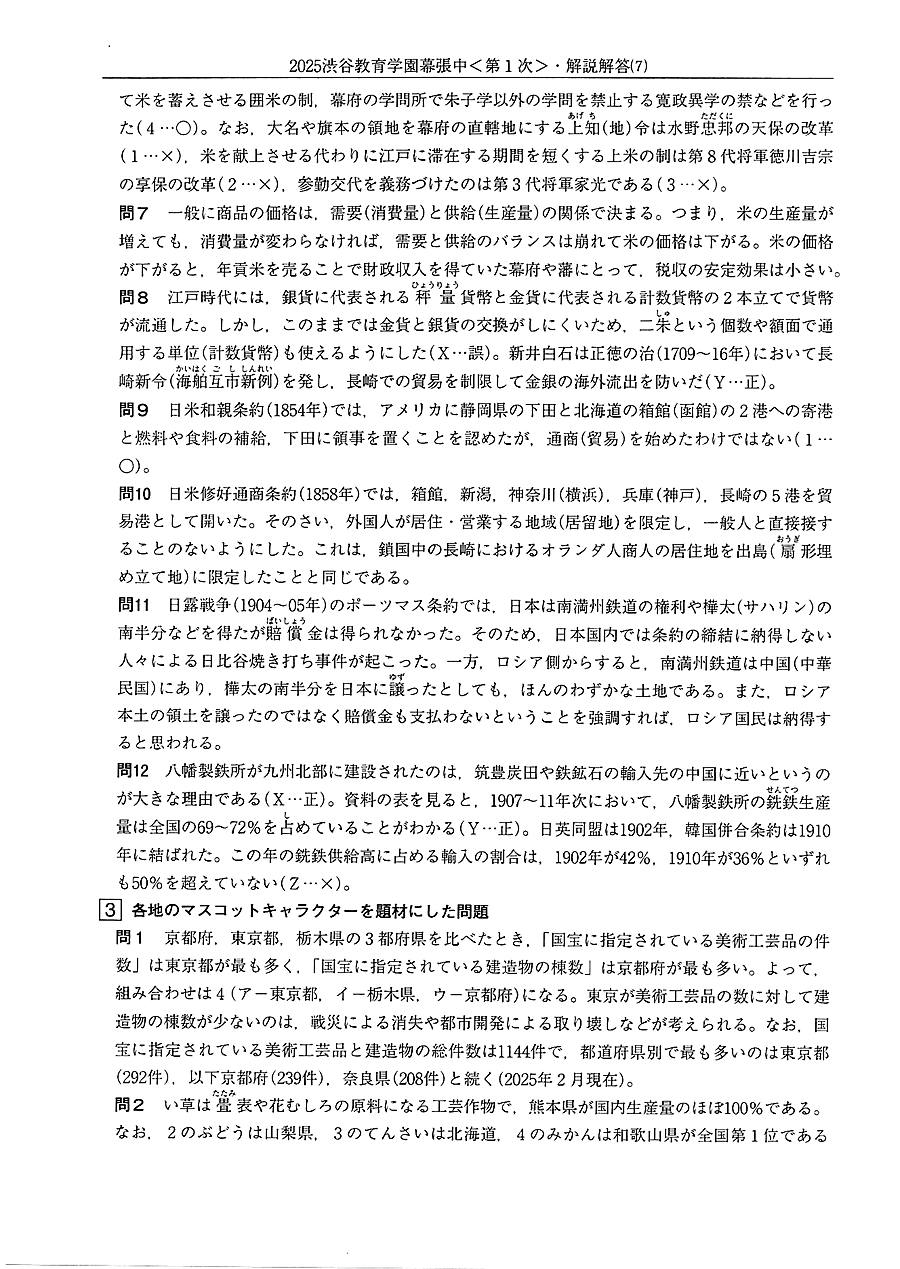 2025渋谷教育学園幕張中＜第1次＞・解説解答(7)
て米を蓄えさせる囲米の制，幕府の学問所で朱子学以外の学問を禁止する寛政異学の禁などを行っ
た(4…○)。なお，大名や旗本の領地を幕府の直轄地にする上知(地)令は水野忠邦の天保の改革
(1…×)，米を献上させる代わりに江戸に滞在する期間を短くする上米の制は第8代将軍徳川吉宗
の享保の改革(2…×)，参勤交代を義務づけたのは第3代将軍家光である(3…×)。
問7　一般に商品の価格は，需要(消費量)と供給(生産量)の関係で決まる。つまり，米の生産量が
増えても，消費量が変わらなければ，需要と供給のバランスは崩れて米の価格は下がる。米の価格
が下がると，年貢米を売ることで財政収入を得ていた幕府や藩にとって，税収の安定効果は小さい。
問8　江戸時代には，銀貨に代表される秤量貨幣と金貨に代表される計数貨幣の2本立てで貨幣
が流通した。しかし，このままでは金貨と銀貨の交換がしにくいため，二朱という個数や額面で通
用する単位(計数貨幣)も使えるようにした(X…誤)。新井白石は正徳の治(1709～16年)において長
崎新令(海舶互市新例)を発し，長崎での貿易を制限して金銀の海外流出を防いだ(Y…正)。
問9　日米和親条約(1854年)では，アメリカに静岡県の下田と北海道の箱館(函館)の2港への寄港
と燃料や食料の補給，下田に領事を置くことを認めたが，通商(貿易)を始めたわけではない(1…
○)。
問10　日米修好通商条約(1858年)では，箱館，新潟，神奈川(横浜)，兵庫(神戸)，長崎の5港を貿
易港として開いた。そのさい，外国人が居住・営業する地域(居留地)を限定し，一般人と直接接す
ることのないようにした。これは，鎖国中の長崎におけるオランダ人商人の居住地を出島(扇形埋
め立て地)に限定したことと同じである。
問11　日露戦争(1904～05年)のポーツマス条約では，日本は南満州鉄道の権利や樺太(サハリン)の
南半分などを得たが賠償金は得られなかった。そのため，日本国内では条約の締結に納得しない
人々による日比谷焼き打ち事件が起こった。一方，ロシア側からすると，南満州鉄道は中国(中華
民国)にあり，樺太の南半分を日本に譲ったとしても，ほんのわずかな土地である。また，ロシア
本土の領土を譲ったのではなく賠償金も支払わないということを強調すれば，ロシア国民は納得す
ると思われる。
問12　八幡製鉄所が九州北部に建設されたのは，筑豊炭田や鉄鉱石の輸入先の中国に近いというの
が大きな理由である(X…正)。資料の表を見ると，1907～11年次において，八幡製鉄所の銑鉄生産
量は全国の69～72％を占めていることがわかる(Y…正)。日英同盟は1902年，韓国併合条約は1910
年に結ばれた。この年の銑鉄供給高に占める輸入の割合は，1902年が42％，1910年が36％といずれ
も50％を超えていない(Z…×)。
3　各地のマスコットキャラクターを題材にした問題
問1　京都府，東京都，栃木県の3都府県を比べたとき，「国宝に指定されている美術工芸品の件
数」は東京都が最も多く，「国宝に指定されている建造物の棟数」は京都府が最も多い。よって，
組み合わせは4(ア－東京都，イ－栃木県，ウ－京都府)になる。東京が美術工芸品の数に対して建
造物の棟数が少ないのは，戦災による消失や都市開発による取り壊しなどが考えられる。なお，国
宝に指定されている美術工芸品と建造物の総件数は1144件で，都道府県別で最も多いのは東京都
(292件)，以下京都府(239件)，奈良県(208件)と続く(2025年2月現在)。
問2　い草は畳表や花むしろの原料になる工芸作物で，熊本県が国内生産量のほぼ100％である。
なお，2のぶどうは山梨県，3のてんさいは北海道，4のみかんは和歌山県が全国第1位である